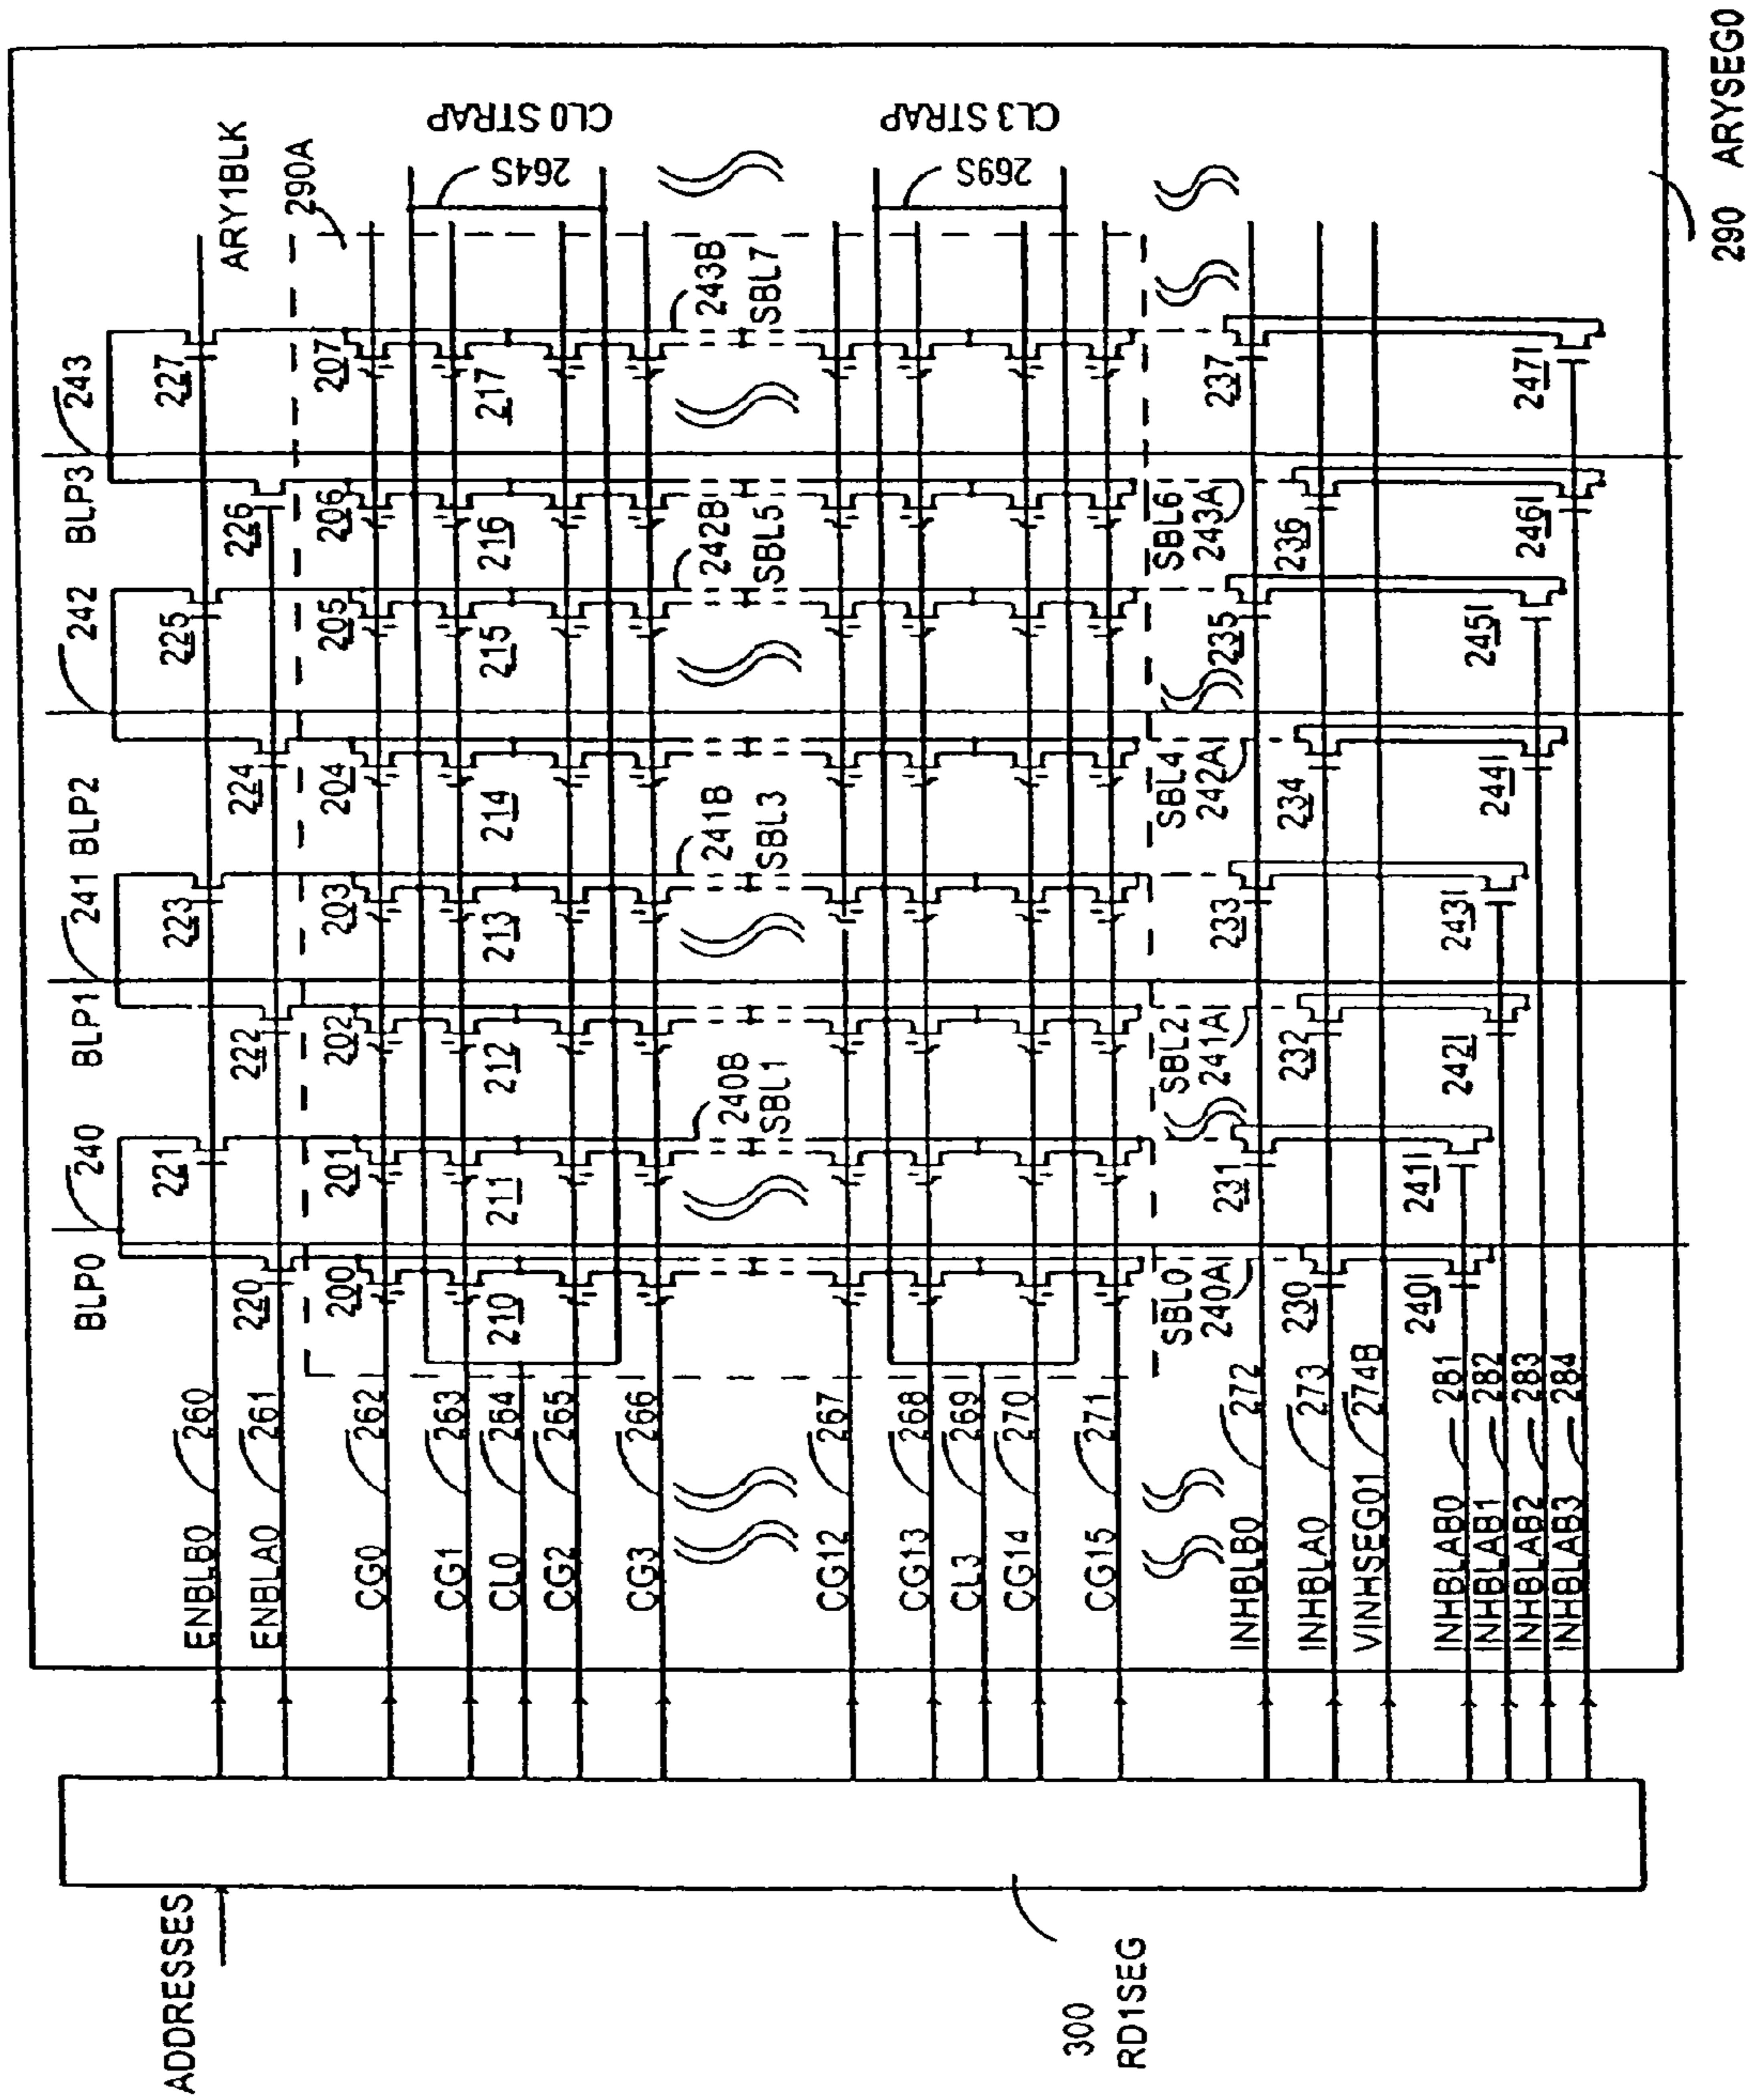 ADDRESSES
300
RD1SEG
290 ARYSEG0
BLP0
240
BLP1
241
BLP2
242
BLP3
243
ENBLB0
260
221
223
225
227
ARY1BLK
ENBLA0
261
220
222
224
226
290A
CG0
262
200
201
202
203
204
205
206
207
CG1
263
CL0
264
210
211
212
213
214
215
216
217
264S
CL0 STRAP
CG2
265
CG3
266
240B
SBL1
241B
SBL3
242B
SBL5
243B
SBL7
CG12
267
CG13
268
CL3
269
269S
CL3 STRAP
CG14
270
CG15
271
SBL0
240A
SBL2
241A
SBL4
242A
SBL6
243A
INHBLB0
272
231
233
235
237
INHBLA0
273
230
232
234
236
VINHSEG01
274B
INHBLAB0
281
240I
241I
INHBLAB1
282
242I
243I
INHBLAB2
283
244I
245I
INHBLAB3
284
246I
247I